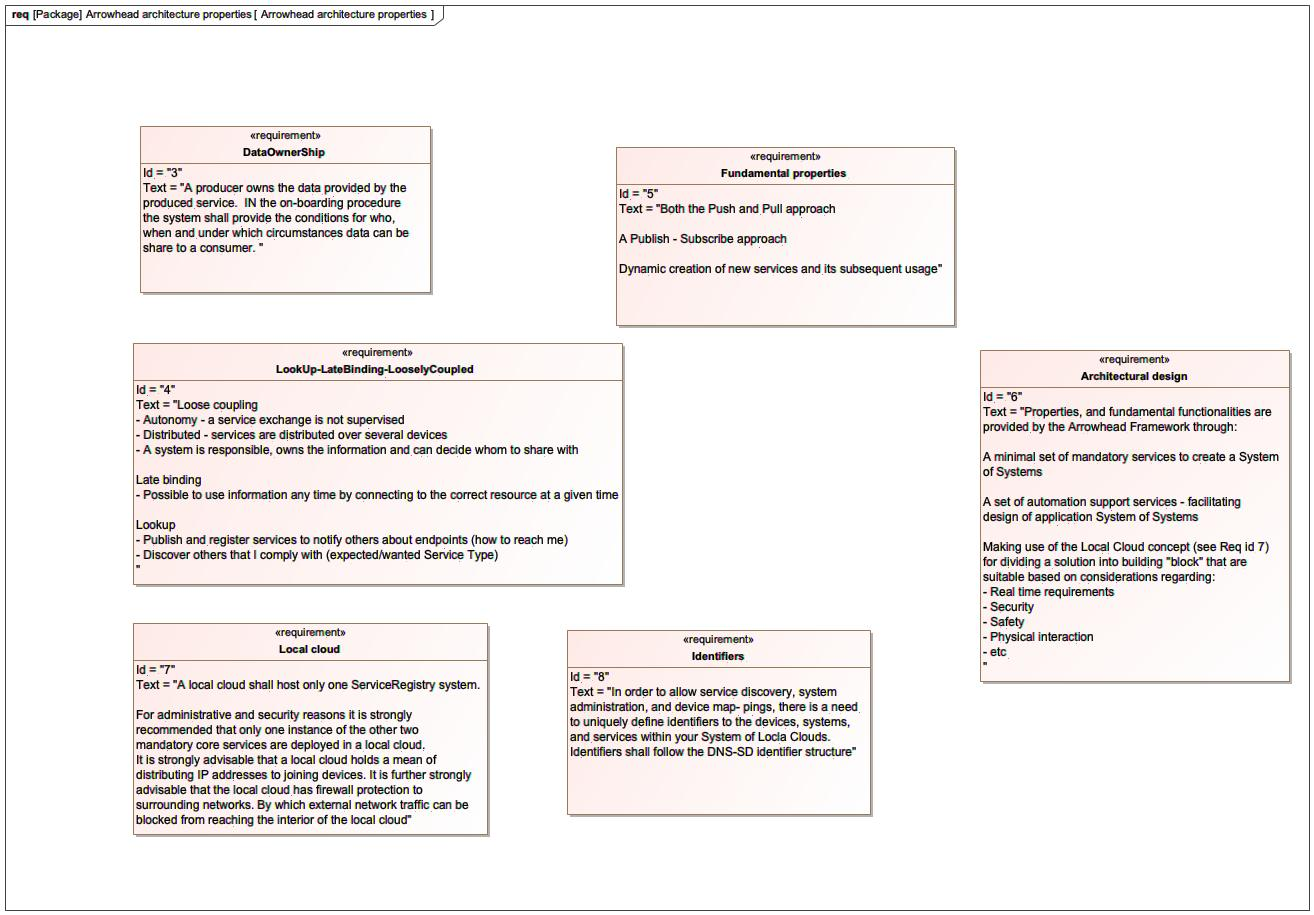 req [Package] Arrowhead architecture properties [ Arrowhead architecture properties ]
«requirement»
DataOwnerShip
Id = "3"
Text = "A producer owns the data provided by the
produced service.  IN the on-boarding procedure
the system shall provide the conditions for who,
when and under which circumstances data can be
share to a consumer. "
«requirement»
Fundamental properties
Id = "5"
Text = "Both the Push and Pull approach
A Publish - Subscribe approach
Dynamic creation of new services and its subsequent usage"
«requirement»
LookUp-LateBinding-LooselyCoupled
Id = "4"
Text = "Loose coupling
- Autonomy - a service exchange is not supervised
- Distributed - services are distributed over several devices
- A system is responsible, owns the information and can decide whom to share with
Late binding
- Possible to use information any time by connecting to the correct resource at a given time
Lookup
- Publish and register services to notify others about endpoints (how to reach me)
- Discover others that I comply with (expected/wanted Service Type)
"
«requirement»
Architectural design
Id = "6"
Text = "Properties, and fundamental functionalities are
provided by the Arrowhead Framework through:
A minimal set of mandatory services to create a System
of Systems
A set of automation support services - facilitating
design of application System of Systems
Making use of the Local Cloud concept (see Req id 7)
for dividing a solution into building "block" that are
suitable based on considerations regarding:
- Real time requirements
- Security
- Safety
- Physical interaction
- etc
"
«requirement»
Local cloud
Id = "7"
Text = "A local cloud shall host only one ServiceRegistry system.
For administrative and security reasons it is strongly
recommended that only one instance of the other two
mandatory core services are deployed in a local cloud.
It is strongly advisable that a local cloud holds a mean of
distributing IP addresses to joining devices. It is further strongly
advisable that the local cloud has firewall protection to
surrounding networks. By which external network traffic can be
blocked from reaching the interior of the local cloud"
«requirement»
Identifiers
Id = "8"
Text = "In order to allow service discovery, system
administration, and device map- pings, there is a need
to uniquely define identifiers to the devices, systems,
and services within your System of Locla Clouds.
Identifiers shall follow the DNS-SD identifier structure"